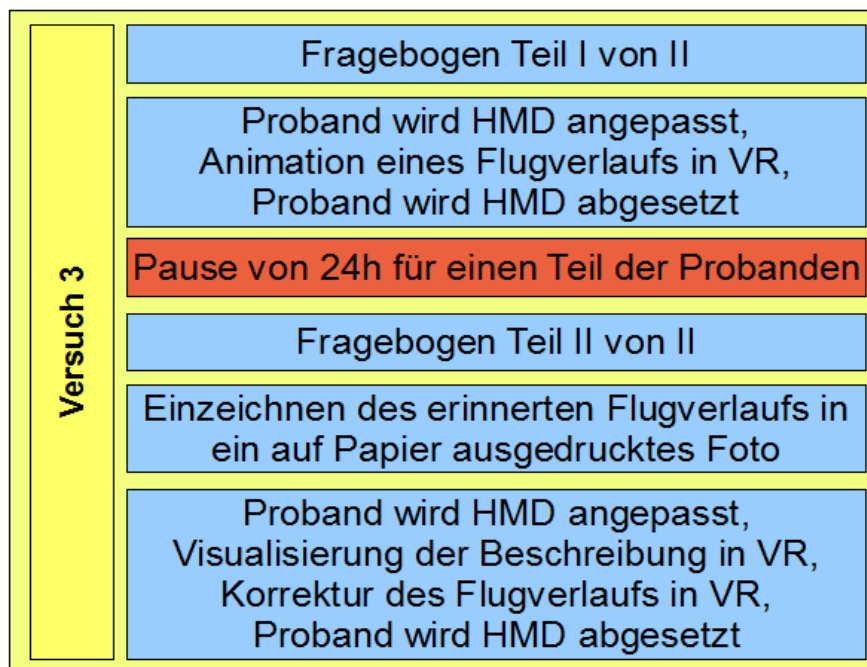 Versuch 3
Fragebogen Teil I von II
Proband wird HMD angepasst,
Animation eines Flugverlaufs in VR,
Proband wird HMD abgesetzt
Pause von 24h für einen Teil der Probanden
Fragebogen Teil II von II
Einzeichnen des erinnerten Flugverlaufs in
ein auf Papier ausgedrucktes Foto
Proband wird HMD angepasst,
Visualisierung der Beschreibung in VR,
Korrektur des Flugverlaufs in VR,
Proband wird HMD abgesetzt